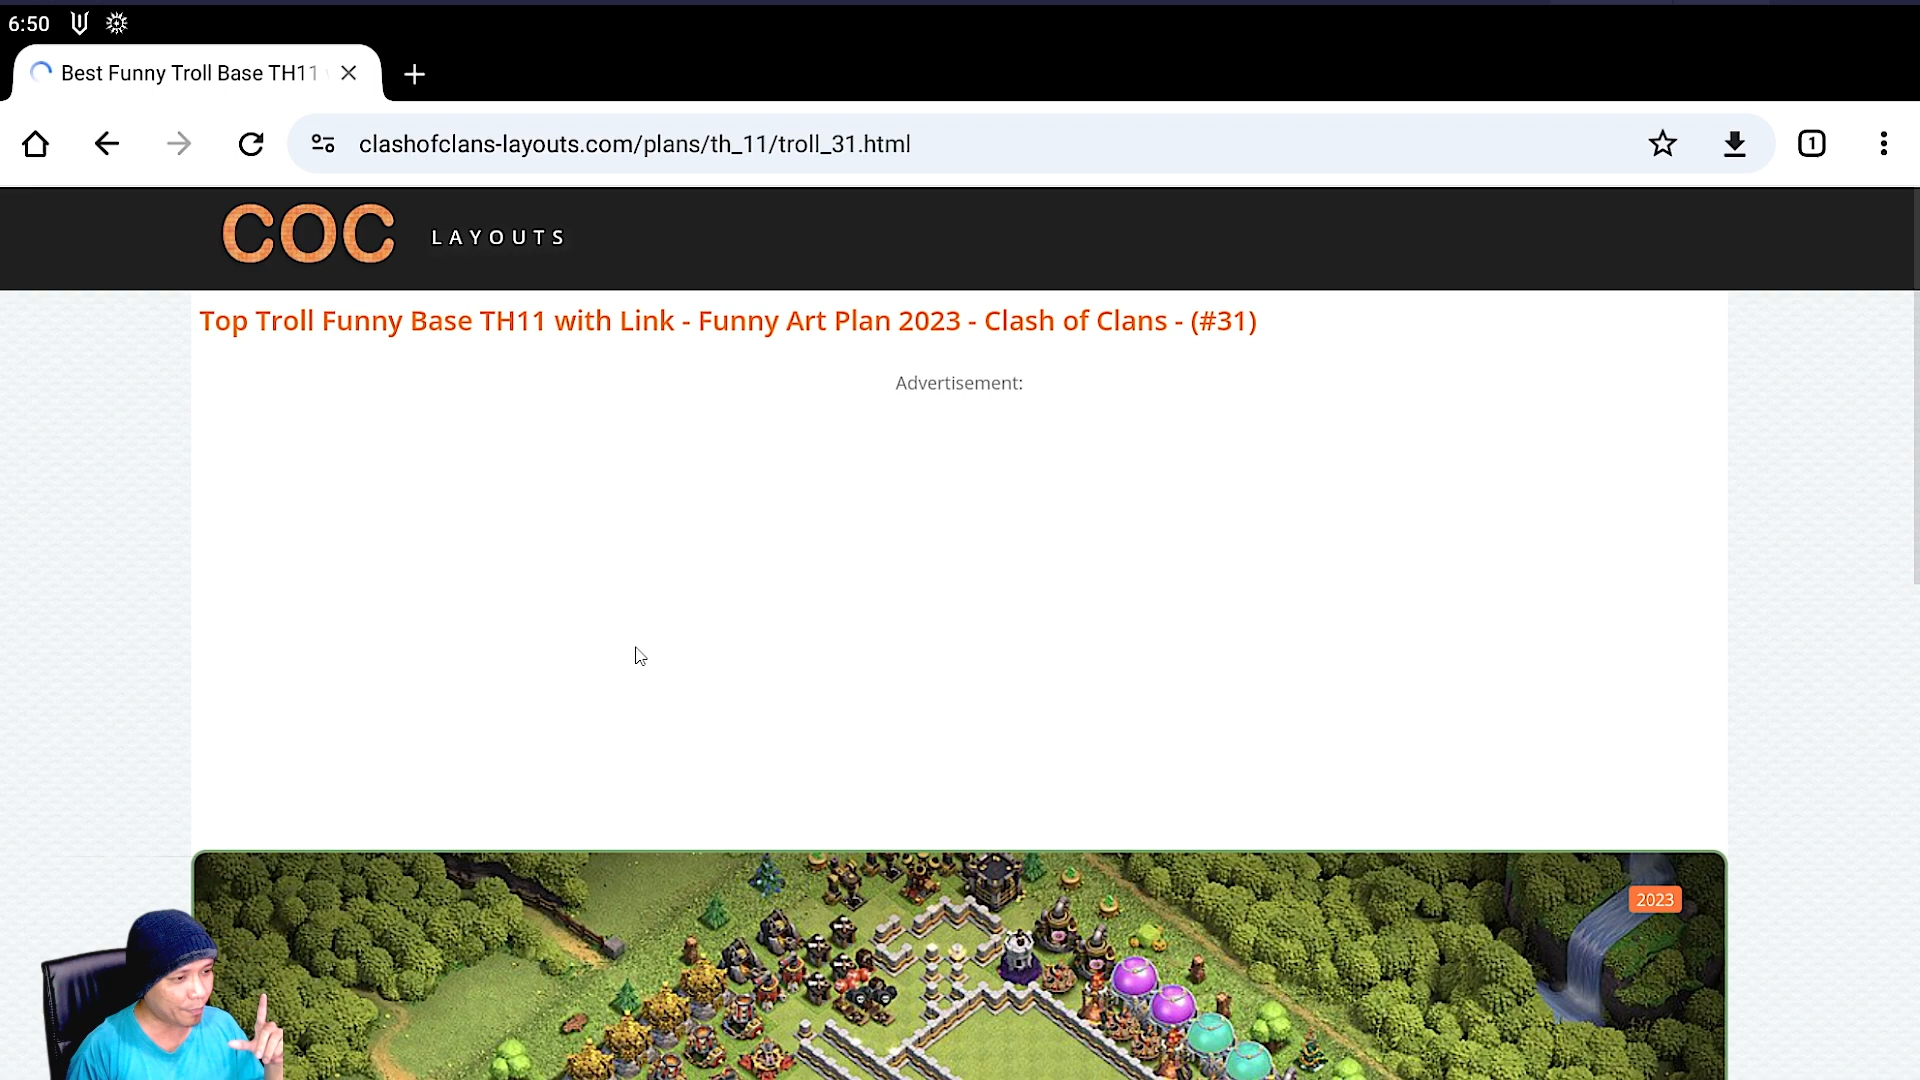 6:50
Best Funny Troll Base TH11
clashofclans-layouts.com/plans/th_11/troll_31.html
1
COC LAYOUTS
Top Troll Funny Base TH11 with Link - Funny Art Plan 2023 - Clash of Clans - (#31)
Advertisement:
2023